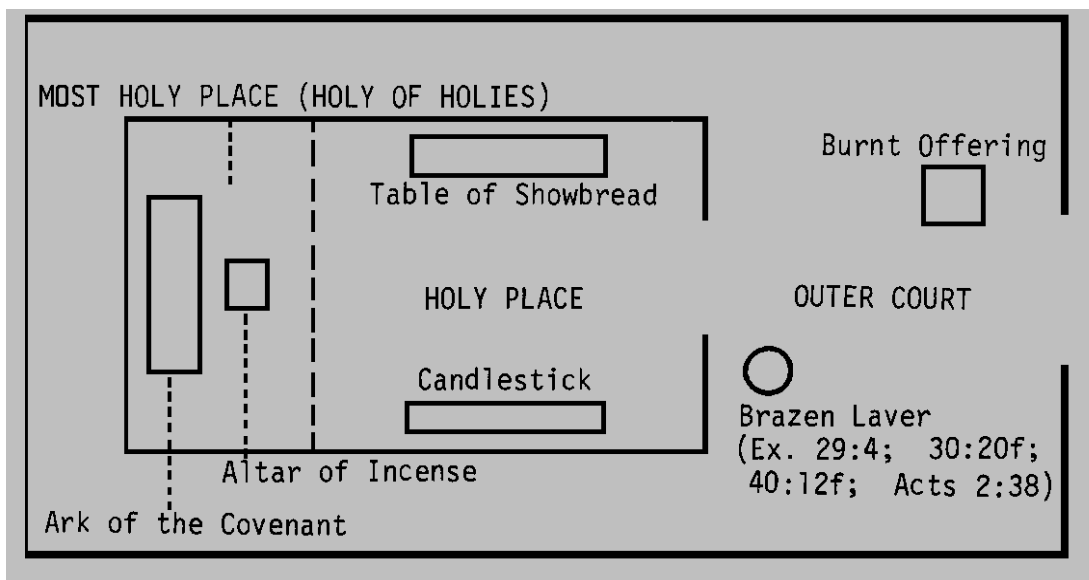 MOST HOLY PLACE (HOLY OF HOLIES)
Burnt Offering
Table of Showbread
HOLY PLACE
OUTER COURT
Candlestick
Brazen Laver
(Ex. 29:4; 30:20f;
40:12f; Acts 2:38)
Altar of Incense
Ark of the Covenant